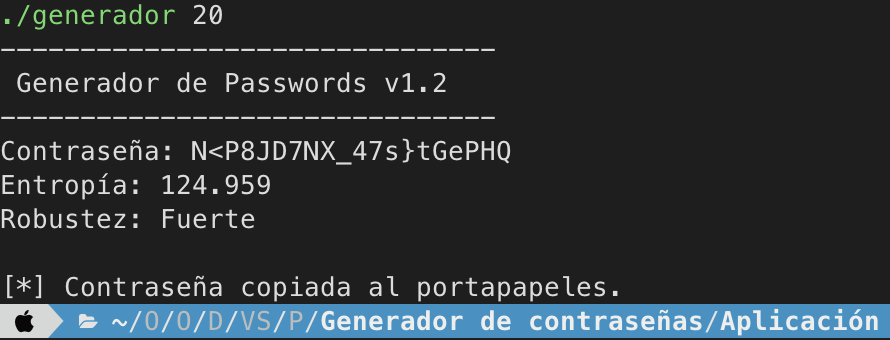 ./generador 20
-------------------------------
Generador de Passwords v1.2
-------------------------------
Contraseña: N<P8JD7NX_47s}tGePHQ
Entropía: 124.959
Robustez: Fuerte
[*] Contraseña copiada al portapapeles.
~/O/O/D/VS/P/Generador de contraseñas/Aplicación